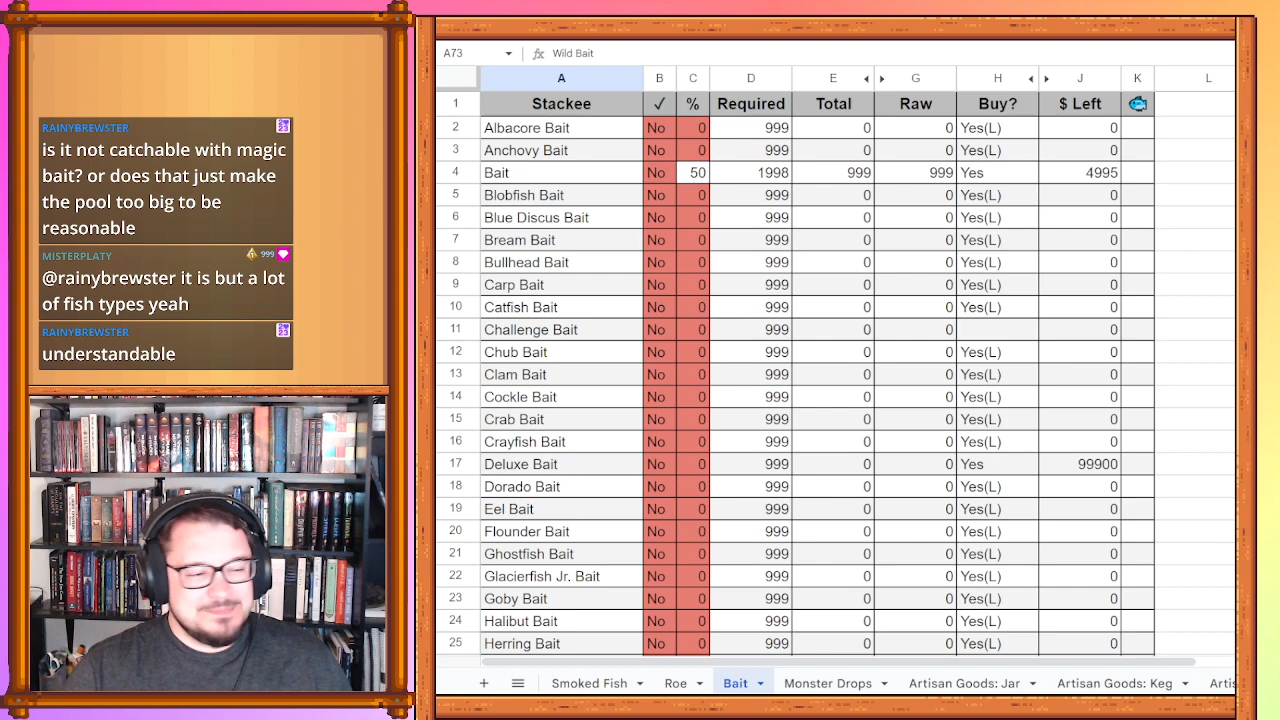 RAINYBREWSTER
is it not catchable with magic
bait? or does that just make
the pool too big to be
reasonable
MISTERPLATY 999
@rainybrewster it is but a lot
of fish types yeah
RAINYBREWSTER
understandable
A73 fx Wild Bait
A B C D E G H J K L
1 Stackee ✓ % Required Total Raw Buy? $ Left
2 Albacore Bait No 0 999 0 0 Yes(L) 0
3 Anchovy Bait No 0 999 0 0 Yes(L) 0
4 Bait No 50 1998 999 999 Yes 4995
5 Blobfish Bait No 0 999 0 0 Yes(L) 0
6 Blue Discus Bait No 0 999 0 0 Yes(L) 0
7 Bream Bait No 0 999 0 0 Yes(L) 0
8 Bullhead Bait No 0 999 0 0 Yes(L) 0
9 Carp Bait No 0 999 0 0 Yes(L) 0
10 Catfish Bait No 0 999 0 0 Yes(L) 0
11 Challenge Bait No 0 999 0 0 0
12 Chub Bait No 0 999 0 0 Yes(L) 0
13 Clam Bait No 0 999 0 0 Yes(L) 0
14 Cockle Bait No 0 999 0 0 Yes(L) 0
15 Crab Bait No 0 999 0 0 Yes(L) 0
16 Crayfish Bait No 0 999 0 0 Yes(L) 0
17 Deluxe Bait No 0 999 0 0 Yes 99900
18 Dorado Bait No 0 999 0 0 Yes(L) 0
19 Eel Bait No 0 999 0 0 Yes(L) 0
20 Flounder Bait No 0 999 0 0 Yes(L) 0
21 Ghostfish Bait No 0 999 0 0 Yes(L) 0
22 Glacierfish Jr. Bait No 0 999 0 0 Yes(L) 0
23 Goby Bait No 0 999 0 0 Yes(L) 0
24 Halibut Bait No 0 999 0 0 Yes(L) 0
25 Herring Bait No 0 999 0 0 Yes(L) 0
Smoked Fish Roe Bait Monster Drops Artisan Goods: Jar Artisan Goods: Keg Artis